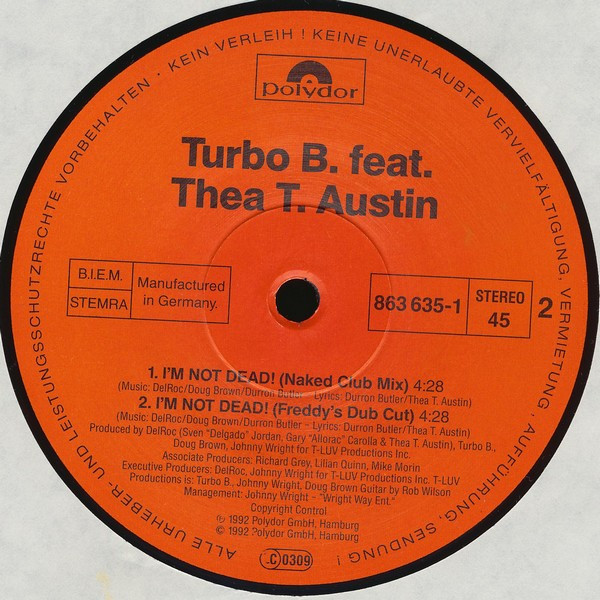 ALLE URHEBER- UND LEISTUNGSSCHUTZRECHTE VORBEHALTEN · KEIN VERLEIH ! KEINE UNERLAUBTE VERVIELFÄLTIGUNG, VERMIETUNG, AUFFÜHRUNG, SENDUNG !
polydor
Turbo B. feat.
Thea T. Austin
B.I.E.M.
STEMRA
Manufactured
in Germany.
863 635-1
STEREO
45
2
1. I'M NOT DEAD! (Naked Club Mix) 4:28
(Music: DelRoc/Doug Brown/Durron Butler - Lyrics: Durron Butler/Thea T. Austin)
2. I'M NOT DEAD! (Freddy's Dub Cut) 4:28
(Music: DelRoc/Doug Brown/Durron Butler - Lyrics: Durron Butler/Thea T. Austin)
Produced by DelRoc (Sven "Delgado" Jordan, Gary "Allorac" Carolla & Thea T. Austin), Turbo B.,
Doug Brown, Johnny Wright for T-LUV Productions Inc.
Associate Producers: Richard Grey, Lilian Quinn, Mike Morin
Executive Producers: DelRoc, Johnny Wright for T-LUV Productions Inc. T-LUV
Productions is: Turbo B., Johnny Wright, Doug Brown Guitar by Rob Wilson
Management: Johnny Wright - "Wright Way Ent."
Copyright Control
℗ 1992 Polydor GmbH, Hamburg
© 1992 Polydor GmbH, Hamburg
LC 0309